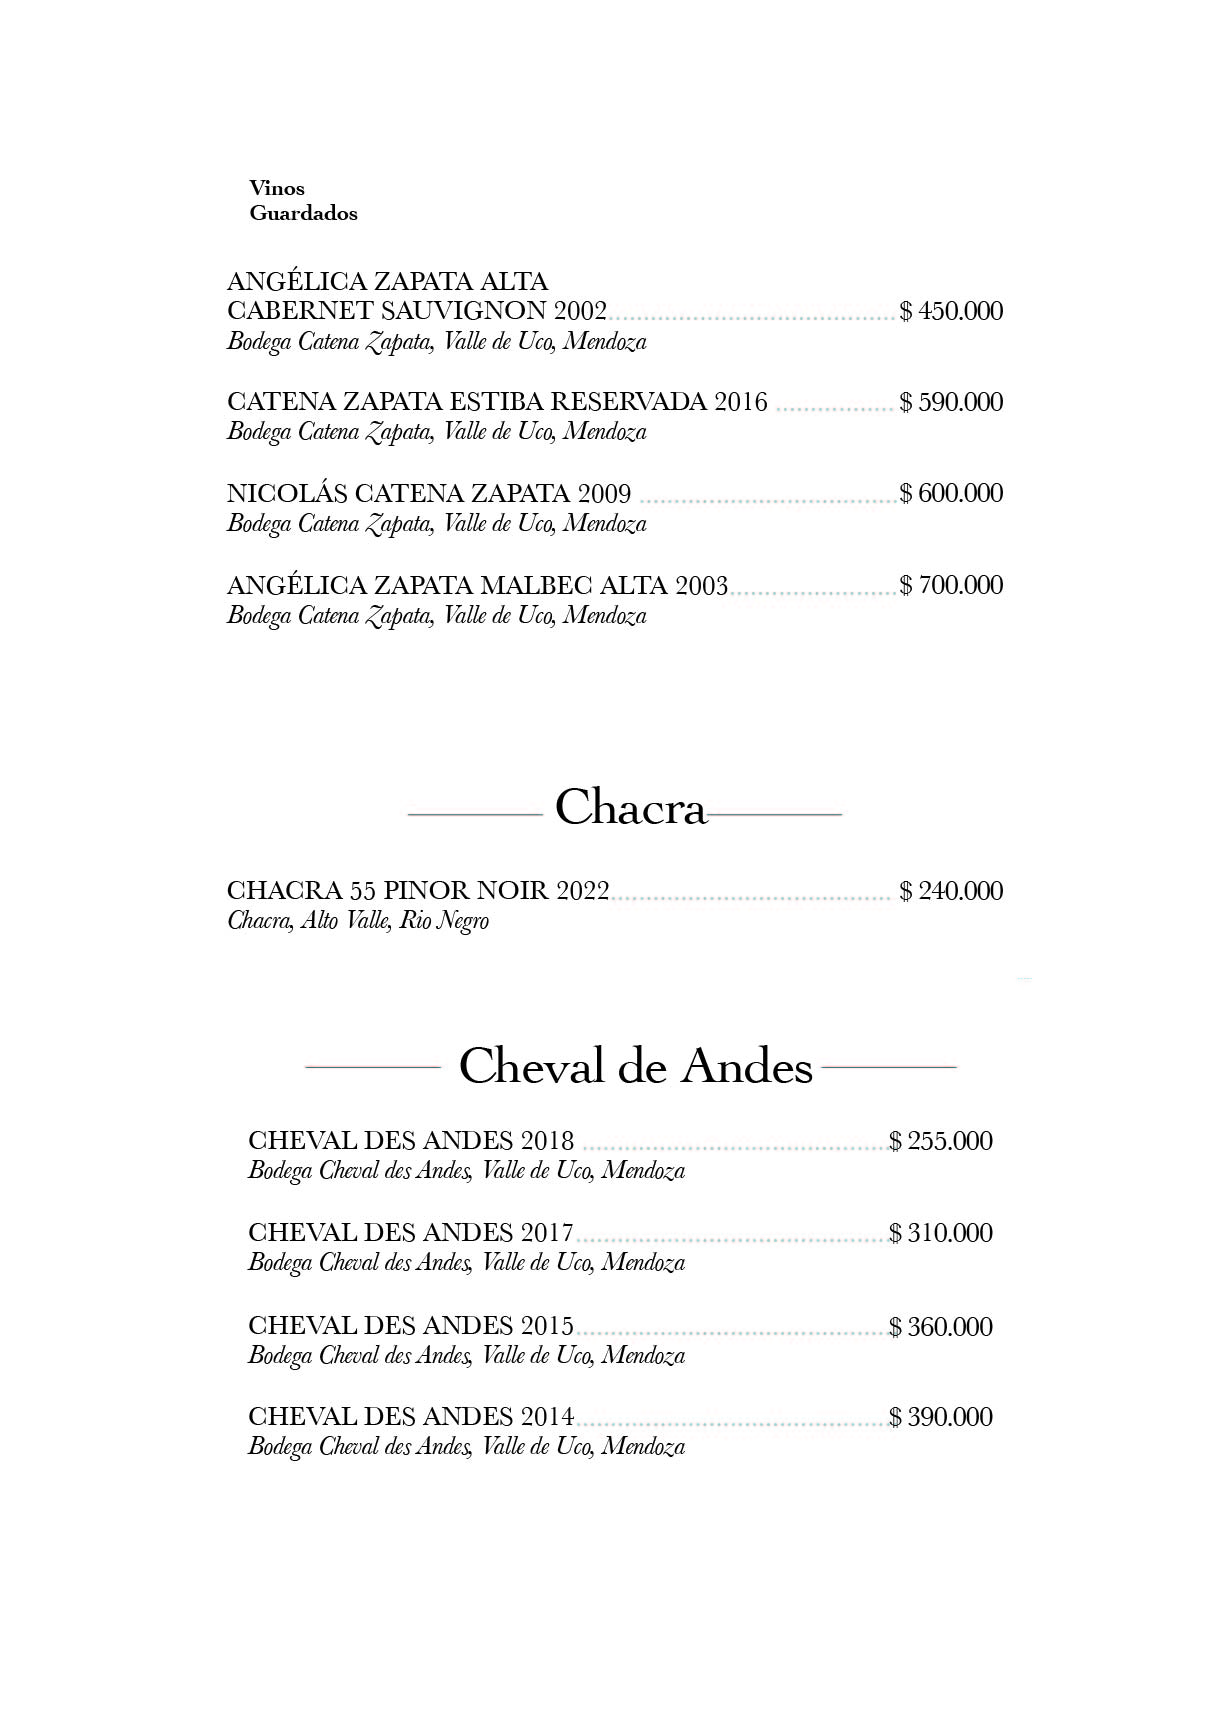 Vinos
Guardados
ANGÉLICA ZAPATA ALTA
CABERNET SAUVIGNON 2002 $ 450.000
Bodega Catena Zapata, Valle de Uco, Mendoza
CATENA ZAPATA ESTIBA RESERVADA 2016 $ 590.000
Bodega Catena Zapata, Valle de Uco, Mendoza
NICOLÁS CATENA ZAPATA 2009 $ 600.000
Bodega Catena Zapata, Valle de Uco, Mendoza
ANGÉLICA ZAPATA MALBEC ALTA 2003 $ 700.000
Bodega Catena Zapata, Valle de Uco, Mendoza
Chacra
CHACRA 55 PINOR NOIR 2022 $ 240.000
Chacra, Alto Valle, Rio Negro
Cheval de Andes
CHEVAL DES ANDES 2018 $ 255.000
Bodega Cheval des Andes, Valle de Uco, Mendoza
CHEVAL DES ANDES 2017 $ 310.000
Bodega Cheval des Andes, Valle de Uco, Mendoza
CHEVAL DES ANDES 2015 $ 360.000
Bodega Cheval des Andes, Valle de Uco, Mendoza
CHEVAL DES ANDES 2014 $ 390.000
Bodega Cheval des Andes, Valle de Uco, Mendoza